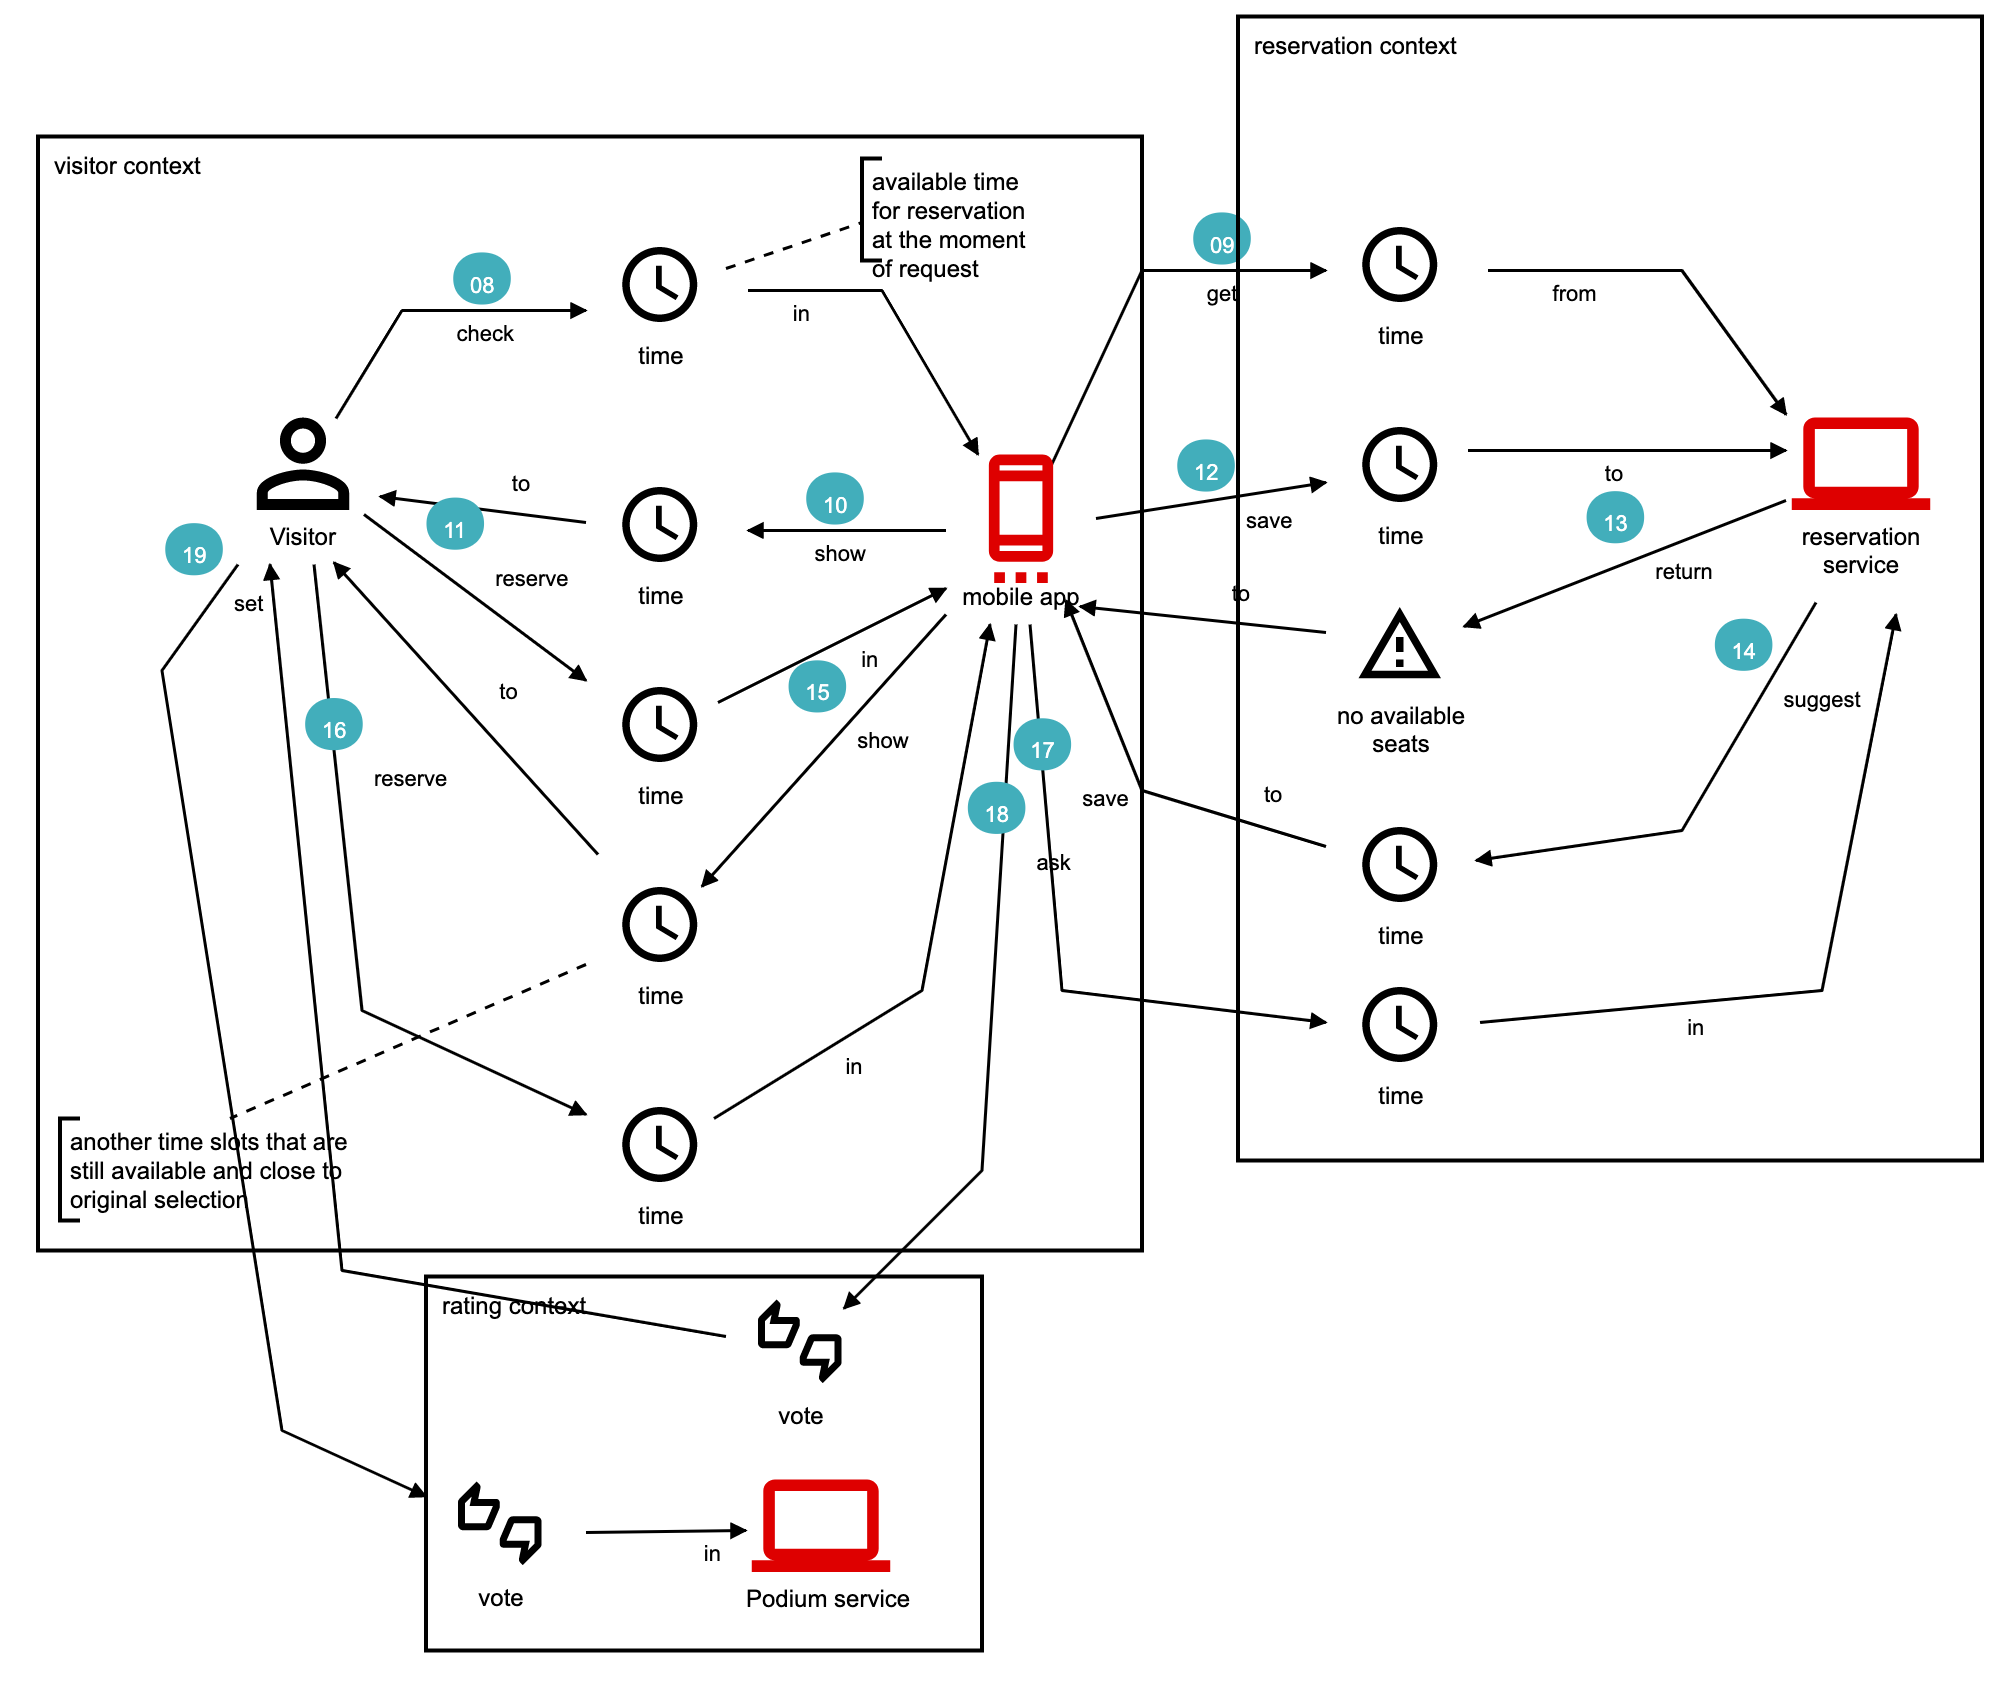 reservation context
visitor context
available time
for reservation
at the moment
of request
09
get
time
from
08
check
time
in
to
10
show
time
11
reserve
Visitor
19
set
mobile app
12
save
time
to
13
return
reservation
service
to
no available
seats
14
suggest
in
15
show
time
to
16
reserve
17
18
save
ask
to
time
time
in
time
in
another time slots that are
still available and close to
original selection
time
rating context
vote
vote
in
Podium service